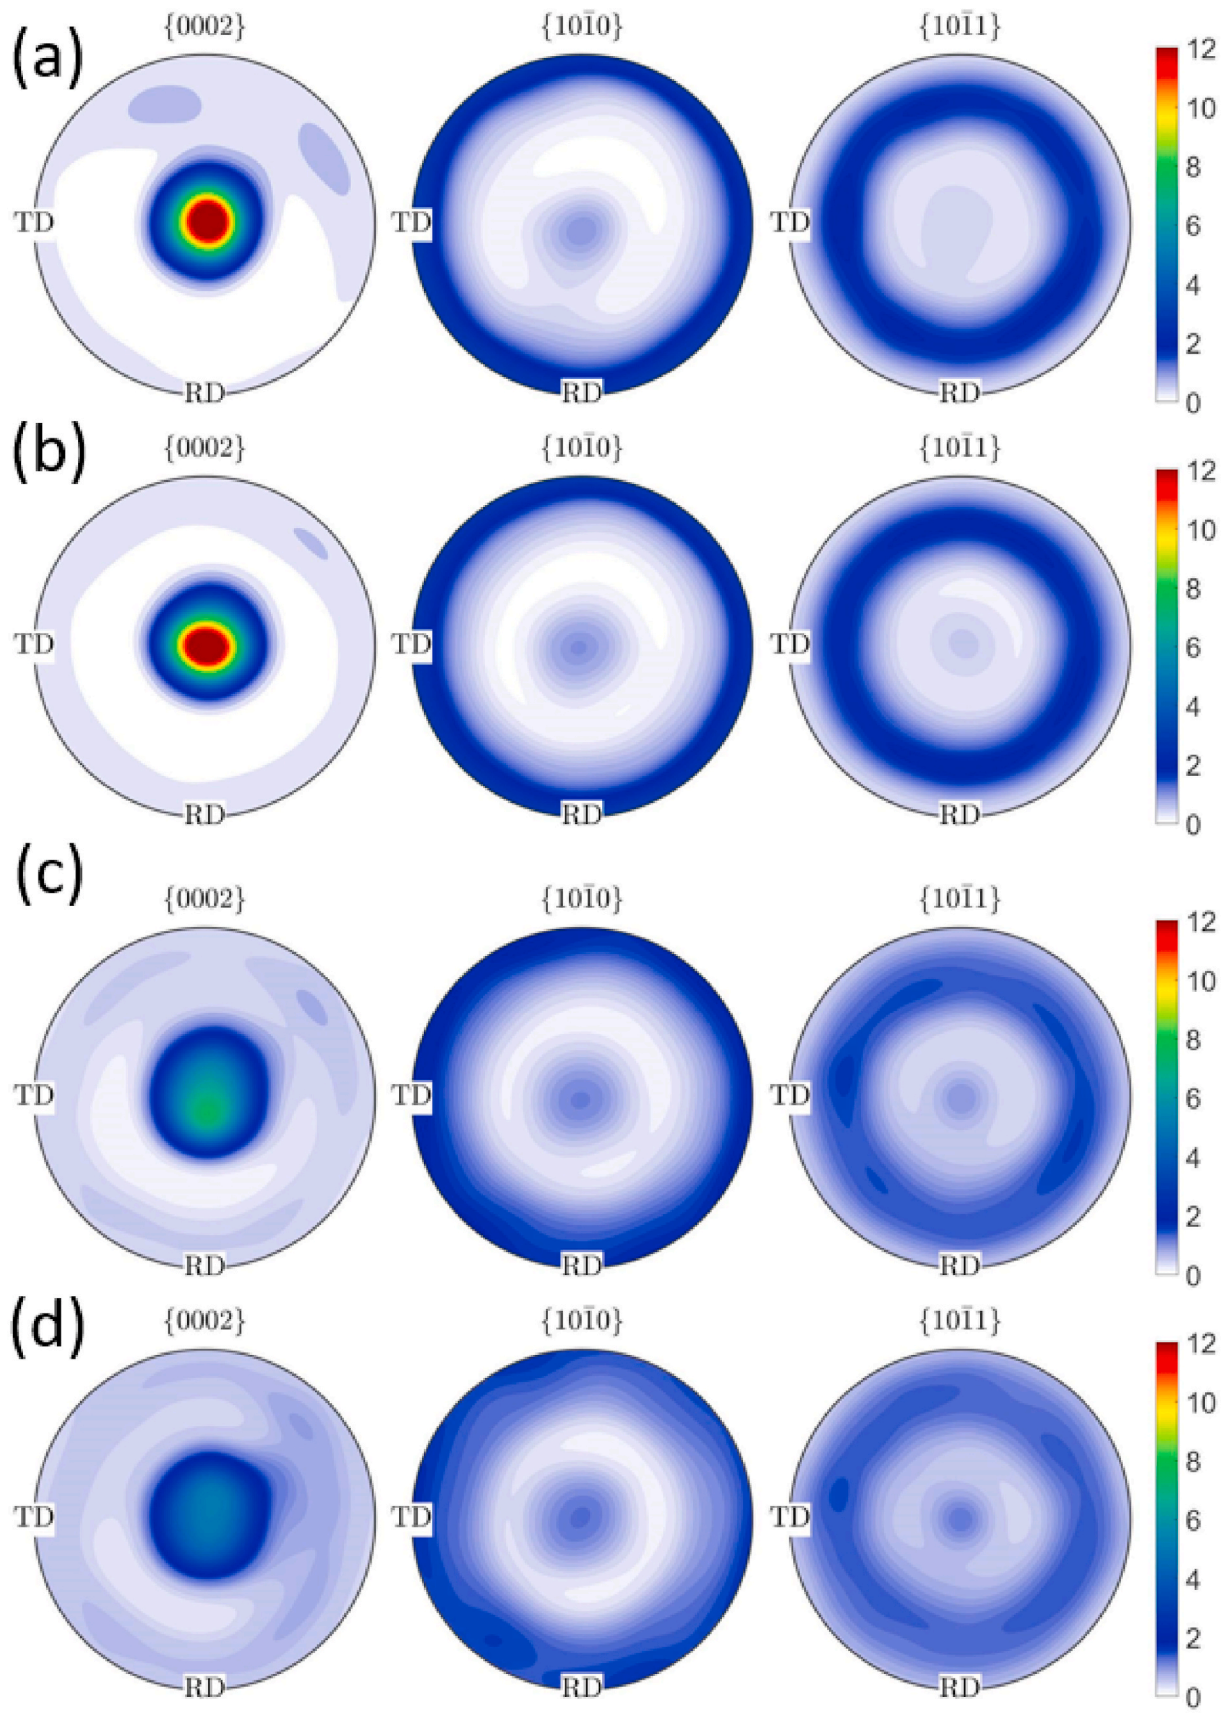 (a) {0002} {101̄0} {101̄1}
12
10
8
TD TD TD 6
4
2
RD RD RD 0
(b) {0002} {101̄0} {101̄1}
12
10
8
TD TD TD 6
4
2
RD RD RD 0
(c) {0002} {101̄0} {101̄1}
12
10
8
TD TD TD 6
4
2
RD RD RD 0
(d) {0002} {101̄0} {101̄1}
12
10
8
TD TD TD 6
4
2
RD RD RD 0